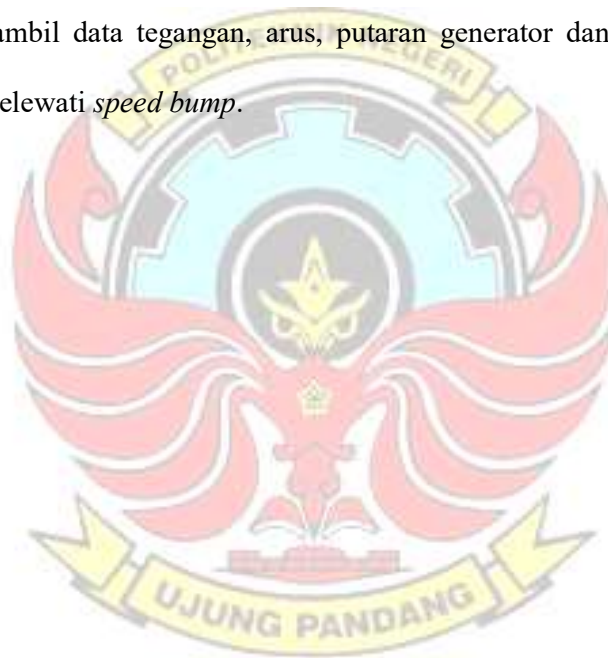 ambil data tegangan, arus, putaran generator dan
elewati speed bump.
POLITEKNIK NEGERI
UJUNG PANDANG